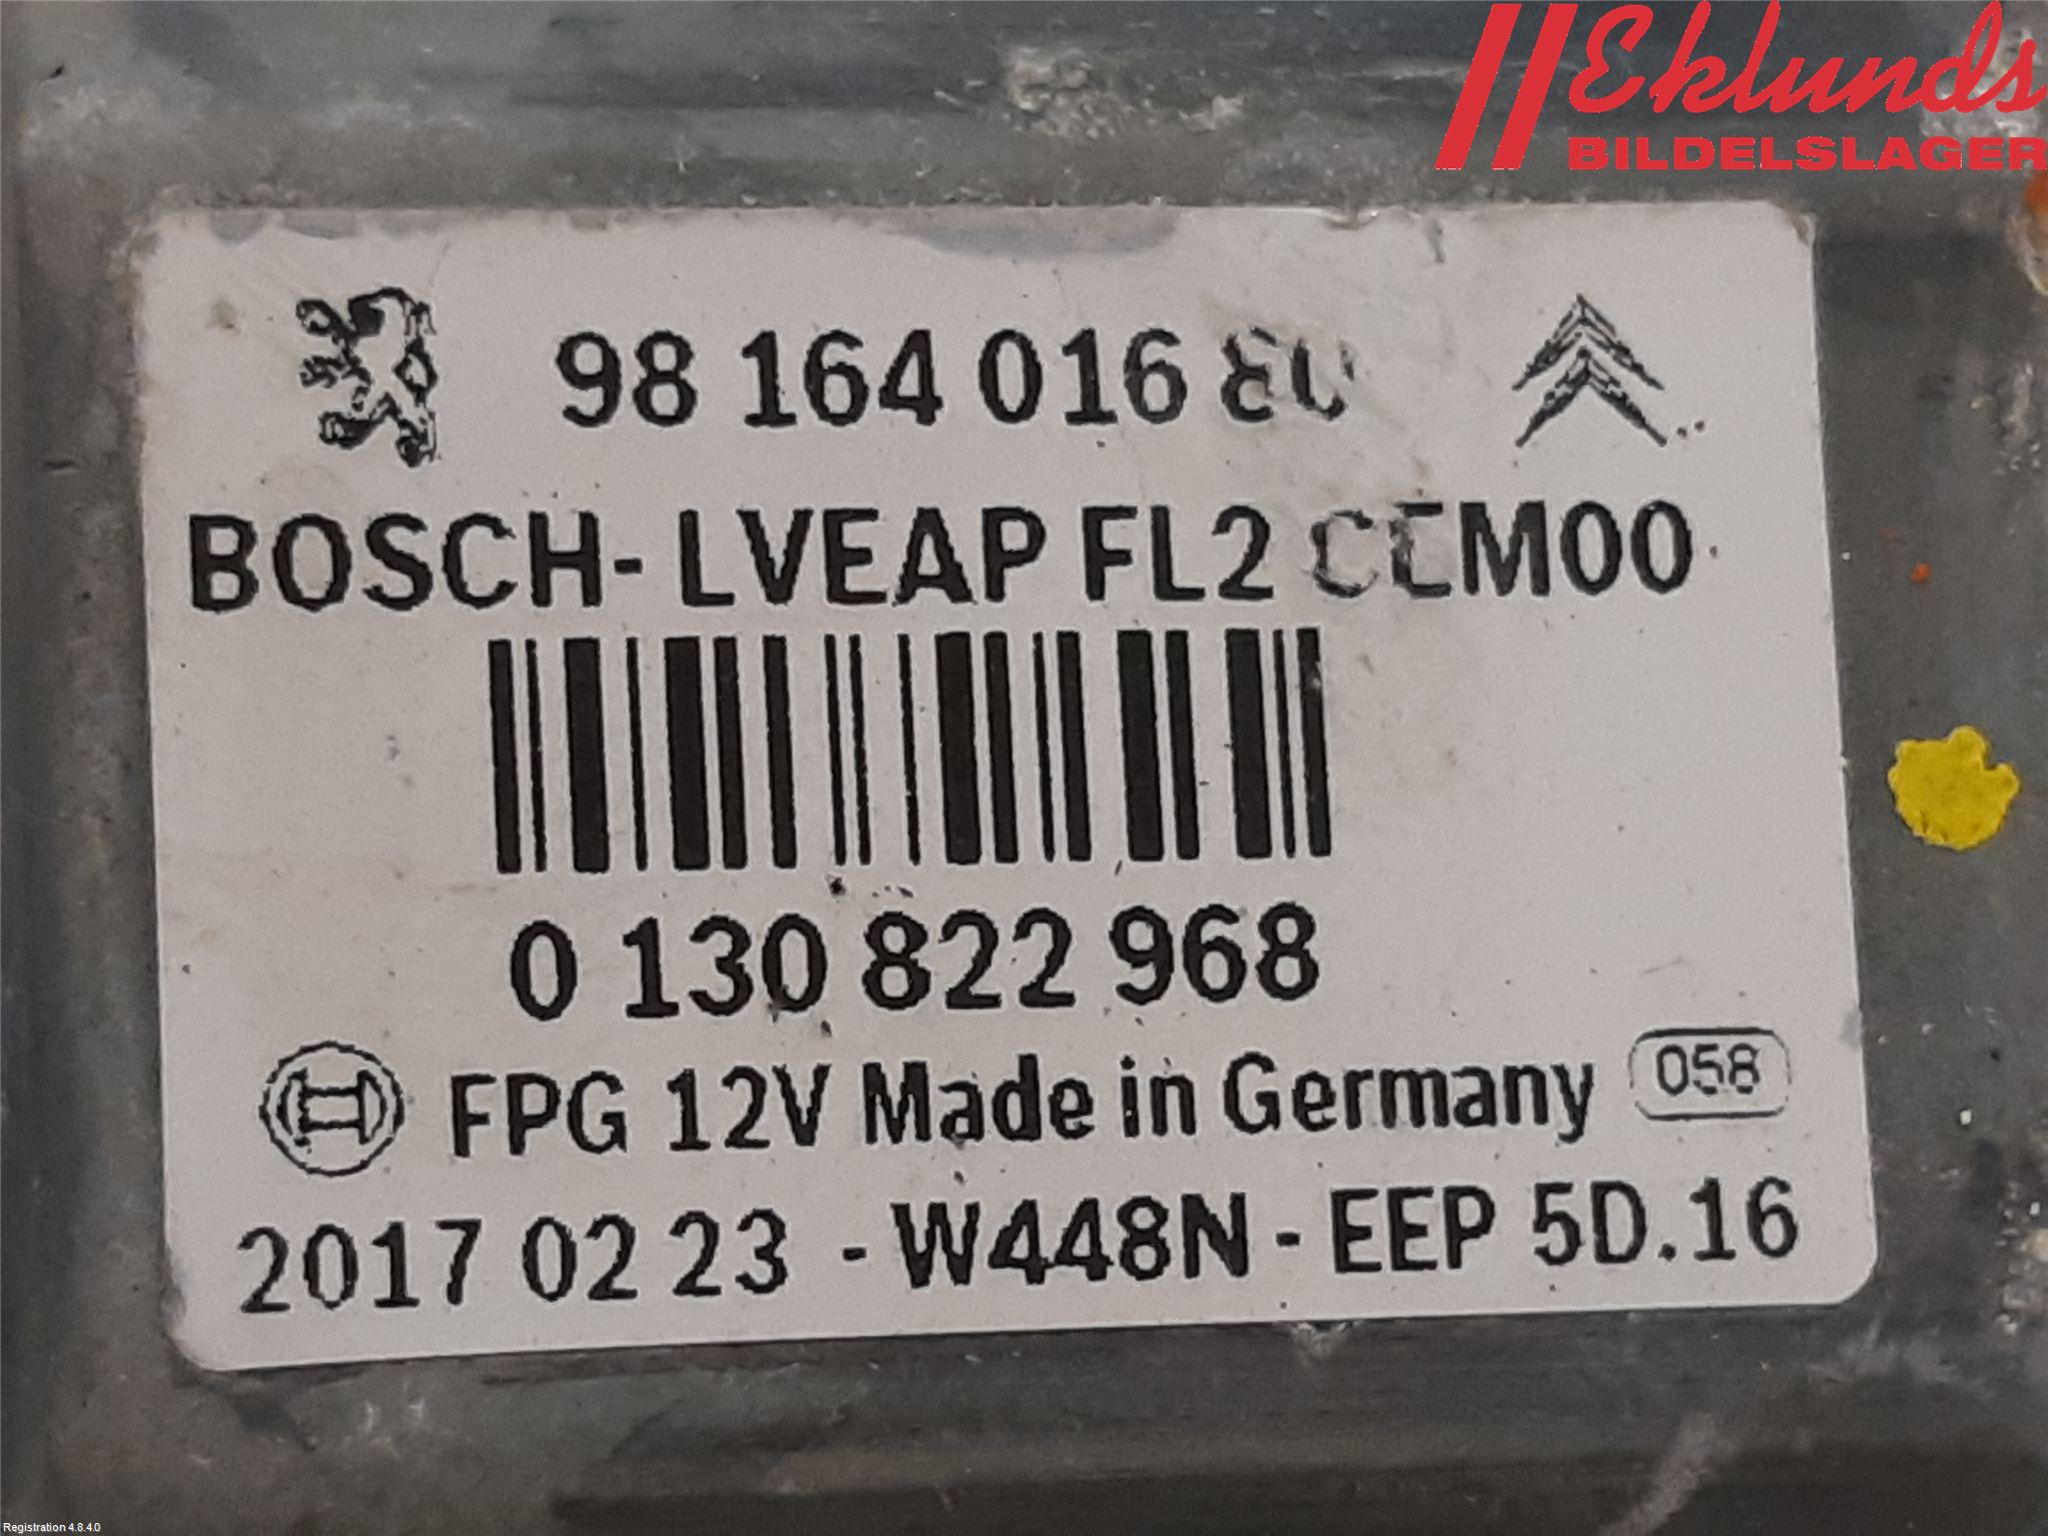 Eklunds
BILDELSLAGER
98 164 016 80
BOSCH- LVEAP FL2 CEM00
0 130 822 968
FPG 12V Made in Germany 058
2017 02 23 - W448N - EEP 5D.16
Registration 4.8.4.0